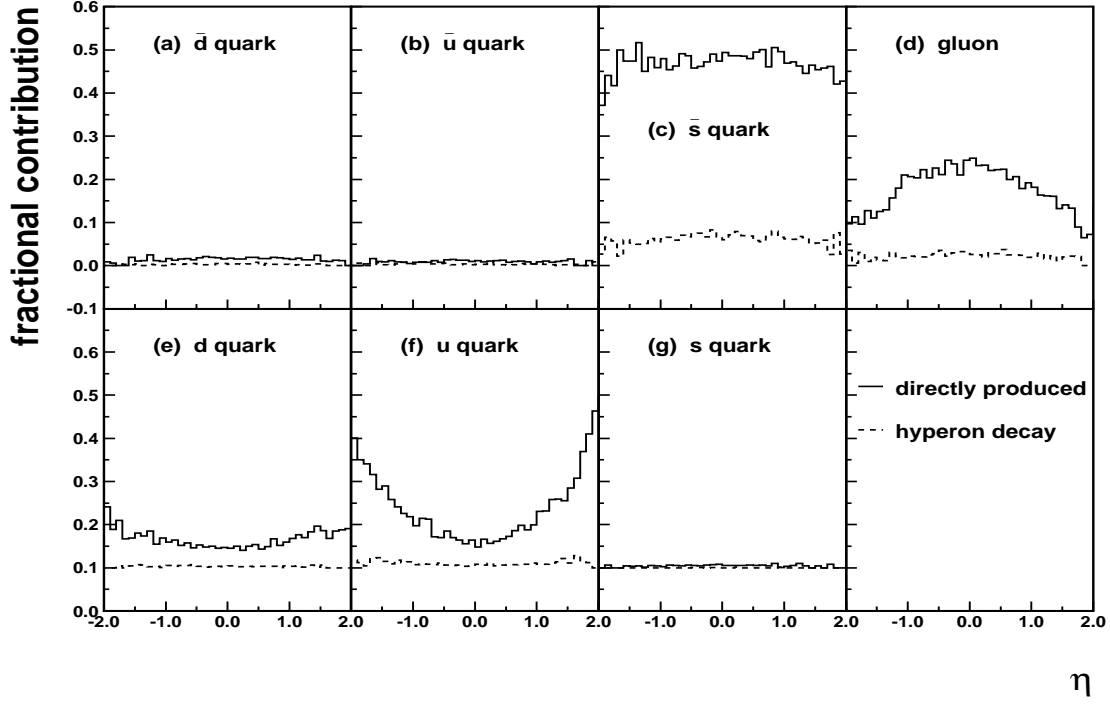 fractional contribution
0.6
0.5
0.4
0.3
0.2
0.1
0.0
-0.1
(a) d̄ quark
(b) ū quark
(c) s̄ quark
(d) gluon
0.6
0.5
0.4
0.3
0.2
0.1
0.0
(e) d quark
(f) u quark
(g) s quark
directly produced
hyperon decay
-2.0 -1.0 0.0 1.0 2.0 -1.0 0.0 1.0 2.0 -1.0 0.0 1.0 2.0 -1.0 0.0 1.0 2.0
η